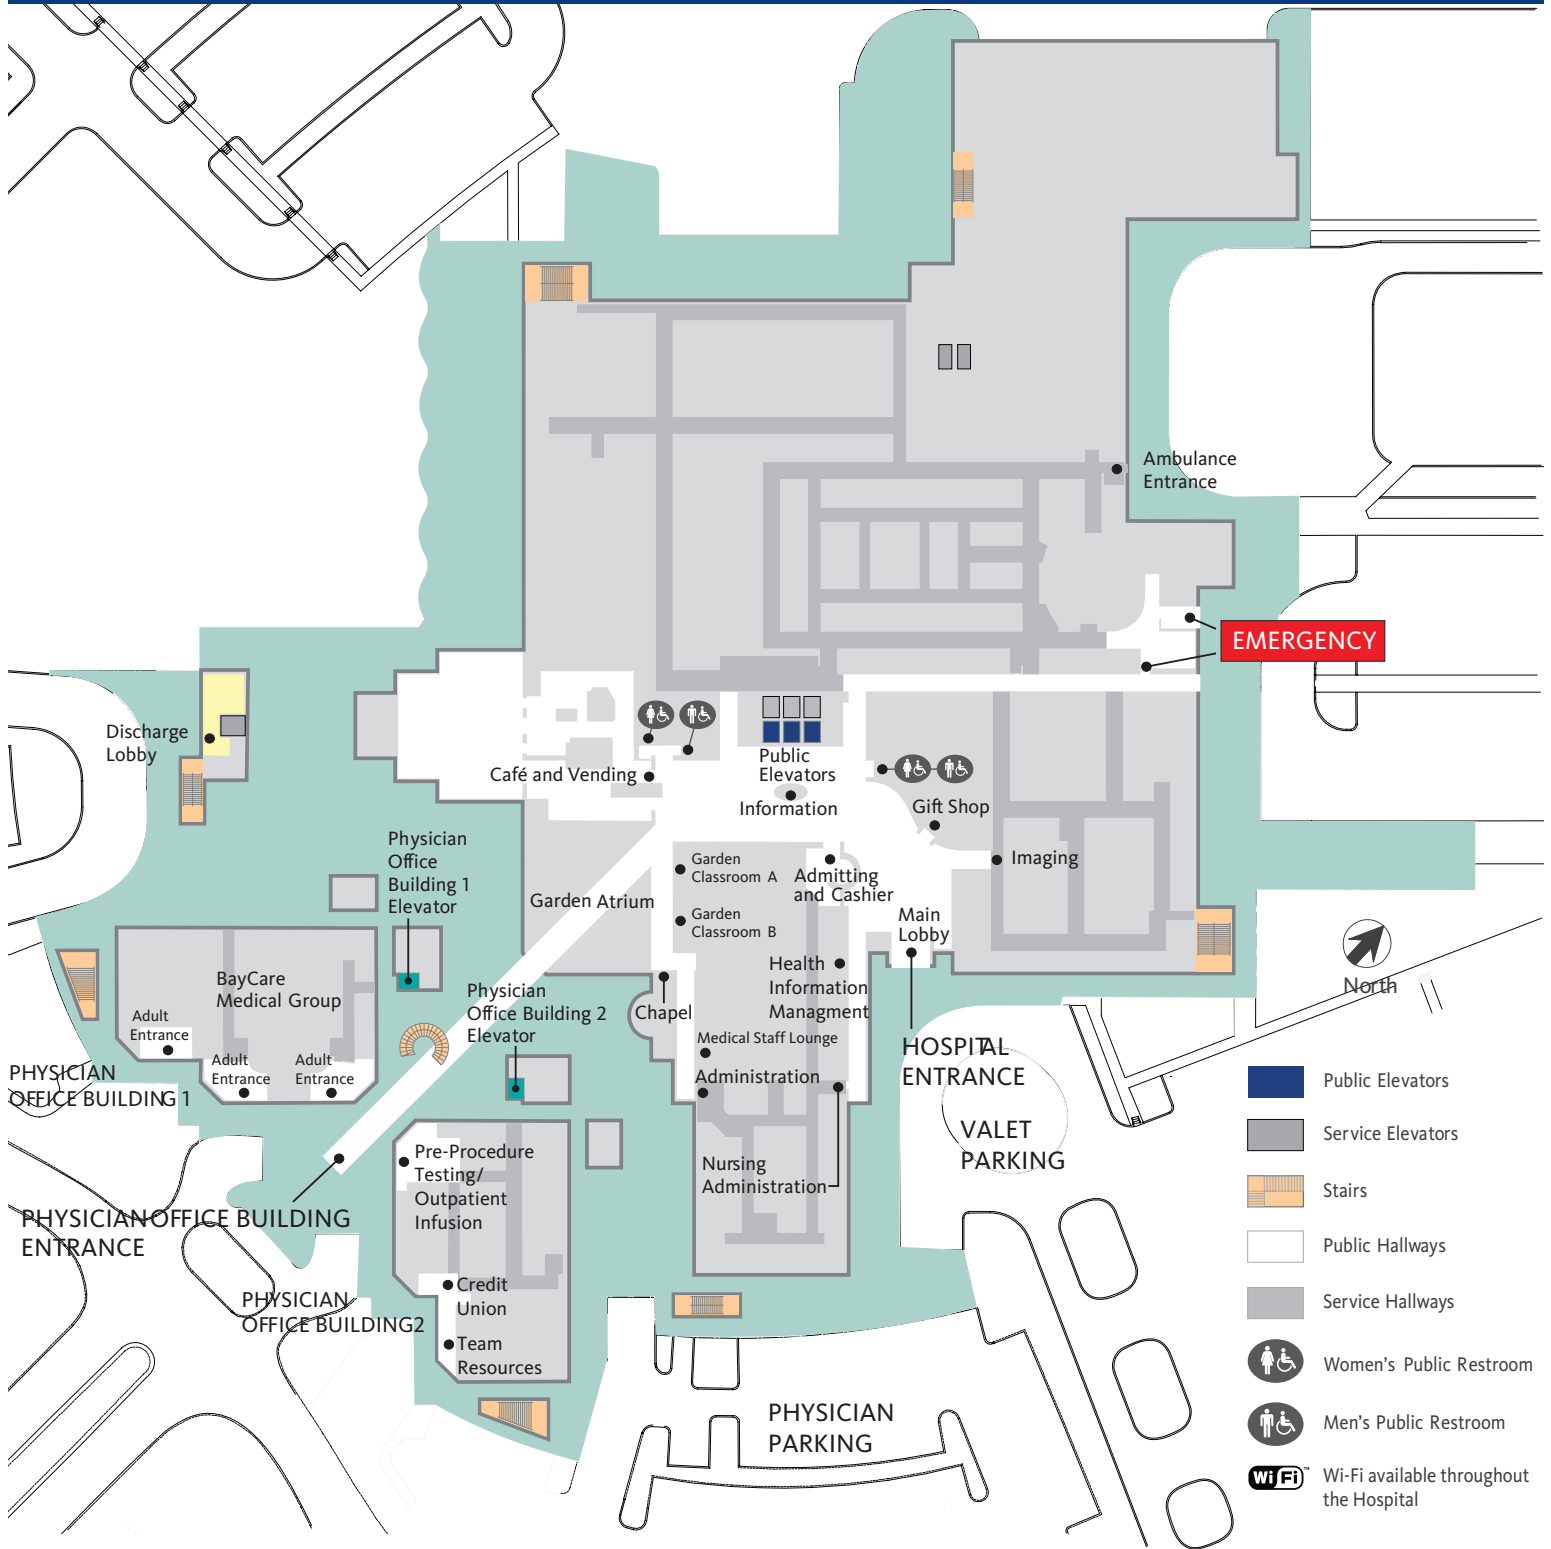 Ambulance
Entrance
EMERGENCY
Discharge
Lobby
Café and Vending
Public
Elevators
Information
Gift Shop
Imaging
Physician
Office
Building 1
Elevator
Garden
Classroom A
Admitting
and Cashier
Garden Atrium
Garden
Classroom B
Main
Lobby
Health
Information
Managment
BayCare
Medical Group
Physician
Office Building 2
Elevator
Chapel
North
Adult
Entrance
Adult
Entrance
Adult
Entrance
Medical Staff Lounge
Administration
HOSPITAL
ENTRANCE
PHYSICIAN
OFFICE BUILDING 1
VALET
PARKING
Pre-Procedure
Testing/
Outpatient
Infusion
Nursing
Administration
PHYSICIAN OFFICE BUILDING
ENTRANCE
Credit
Union
PHYSICIAN
OFFICE BUILDING 2
Team
Resources
PHYSICIAN
PARKING
Public Elevators
Service Elevators
Stairs
Public Hallways
Service Hallways
Women's Public Restroom
Men's Public Restroom
WiFi™
Wi-Fi available throughout
the Hospital